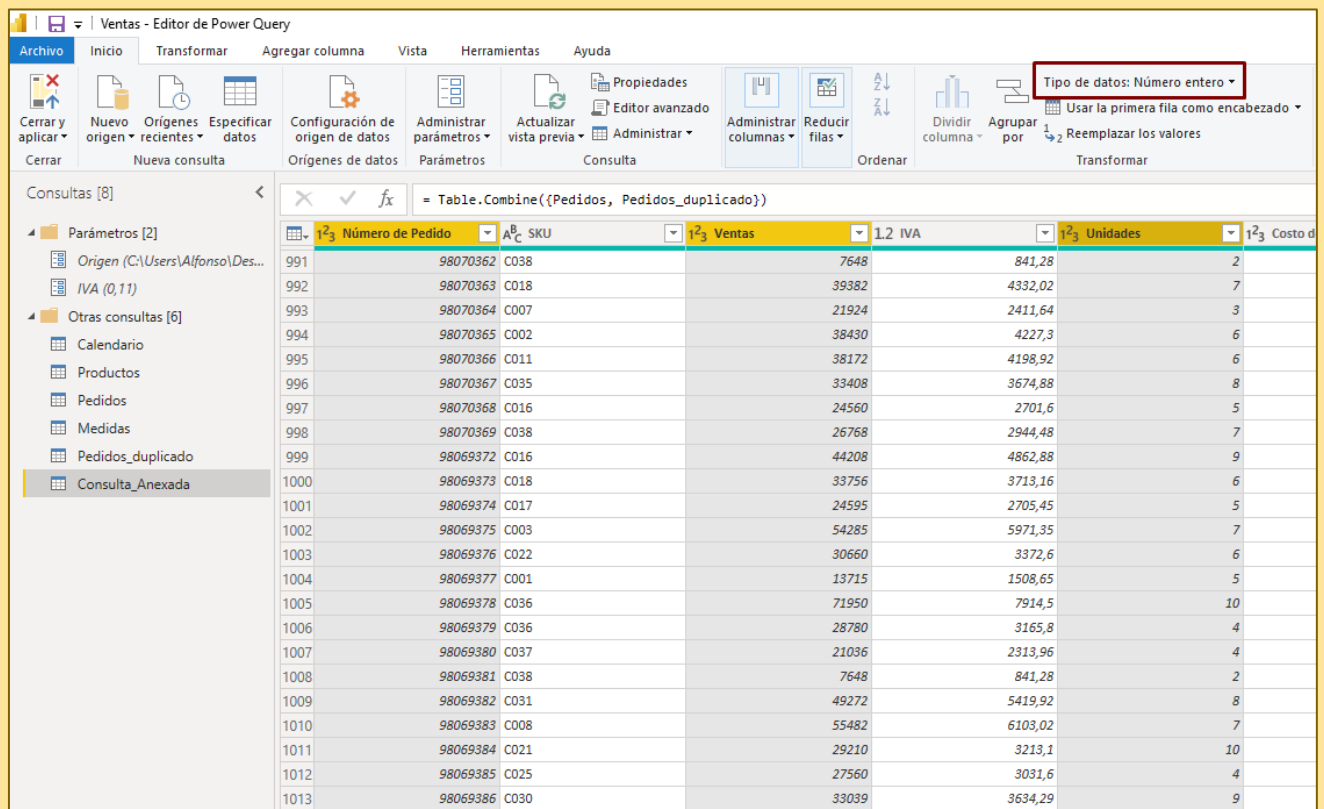 Ventas - Editor de Power Query
Archivo Inicio Transformar Agregar columna Vista Herramientas Ayuda
Cerrar y aplicar
Nuevo origen
Orígenes recientes
Especificar datos
Configuración de origen de datos
Administrar parámetros
Actualizar vista previa
Propiedades
Editor avanzado
Administrar
Administrar columnas
Reducir filas
Dividir columna
Agrupar por
Tipo de datos: Número entero
Usar la primera fila como encabezado
Reemplazar los valores
Cerrar Nueva consulta Orígenes de datos Parámetros Consulta Ordenar Transformar
Consultas [8]
= Table.Combine({Pedidos, Pedidos_duplicado})
Parámetros [2]
Origen (C:\Users\Alfonso\Des...
IVA (0,11)
Otras consultas [6]
Calendario
Productos
Pedidos
Medidas
Pedidos_duplicado
Consulta_Anexada
1²3 Número de Pedido ABC SKU 1²3 Ventas 1.2 IVA 1²3 Unidades 1²3 Costo d
991 98070362 C038 7648 841,28 2
992 98070363 C018 39382 4332,02 7
993 98070364 C007 21924 2411,64 3
994 98070365 C002 38430 4227,3 6
995 98070366 C011 38172 4198,92 6
996 98070367 C035 33408 3674,88 8
997 98070368 C016 24560 2701,6 5
998 98070369 C038 26768 2944,48 7
999 98069372 C016 44208 4862,88 9
1000 98069373 C018 33756 3713,16 6
1001 98069374 C017 24595 2705,45 5
1002 98069375 C003 54285 5971,35 7
1003 98069376 C022 30660 3372,6 6
1004 98069377 C001 13715 1508,65 5
1005 98069378 C036 71950 7914,5 10
1006 98069379 C036 28780 3165,8 4
1007 98069380 C037 21036 2313,96 4
1008 98069381 C038 7648 841,28 2
1009 98069382 C031 49272 5419,92 8
1010 98069383 C008 55482 6103,02 7
1011 98069384 C021 29210 3213,1 10
1012 98069385 C025 27560 3031,6 4
1013 98069386 C030 33039 3634,29 9